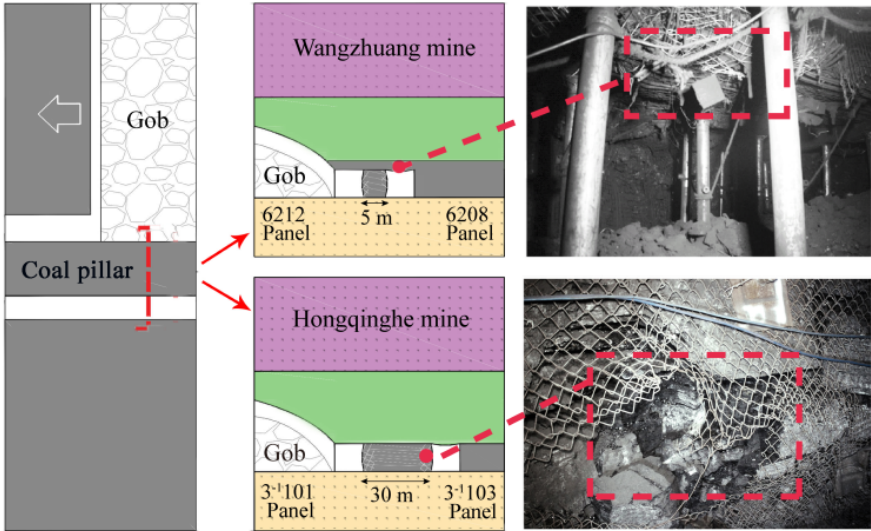 Gob
Coal pillar
Wangzhuang mine
Gob
6212
Panel
5 m
6208
Panel
Hongqinghe mine
Gob
3⁻¹101
Panel
30 m
3⁻¹103
Panel